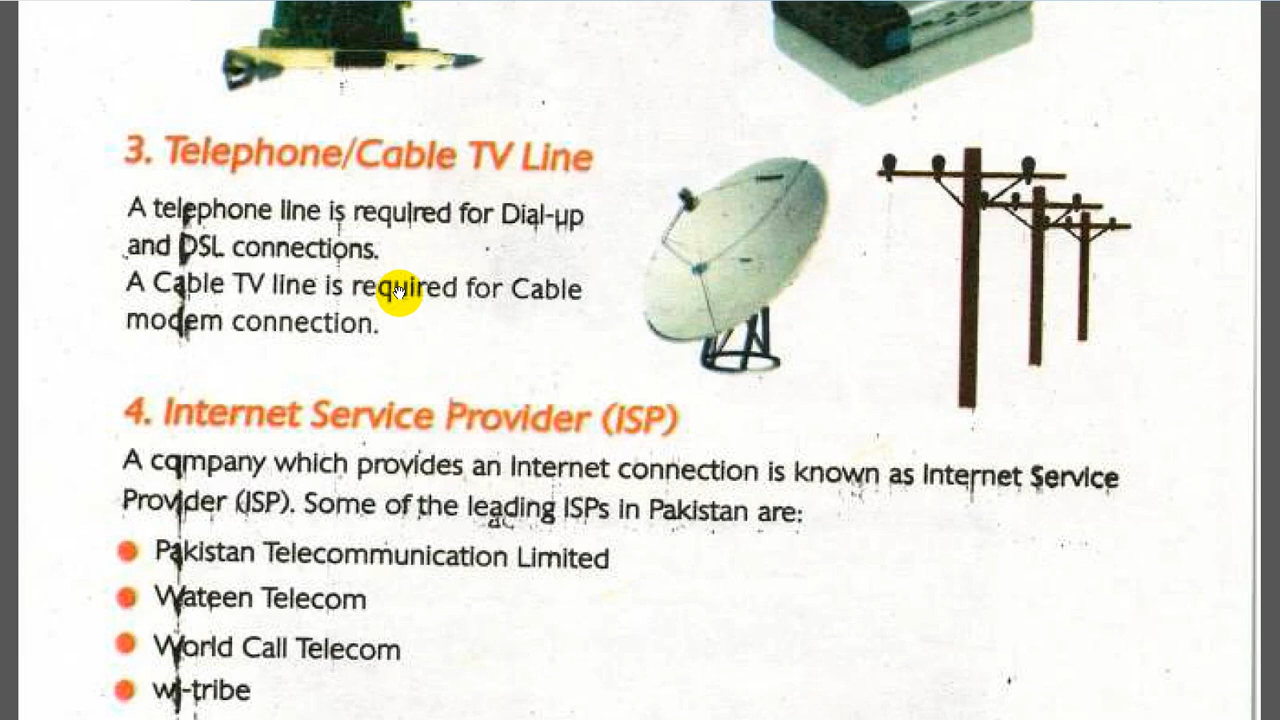 3. Telephone/Cable TV Line
A telephone line is required for Dial-up
and DSL connections.
A Cable TV line is required for Cable
modem connection.
4. Internet Service Provider (ISP)
A company which provides an Internet connection is known as Internet Service
Provider (ISP). Some of the leading ISPs in Pakistan are:
Pakistan Telecommunication Limited
Wateen Telecom
World Call Telecom
wi-tribe